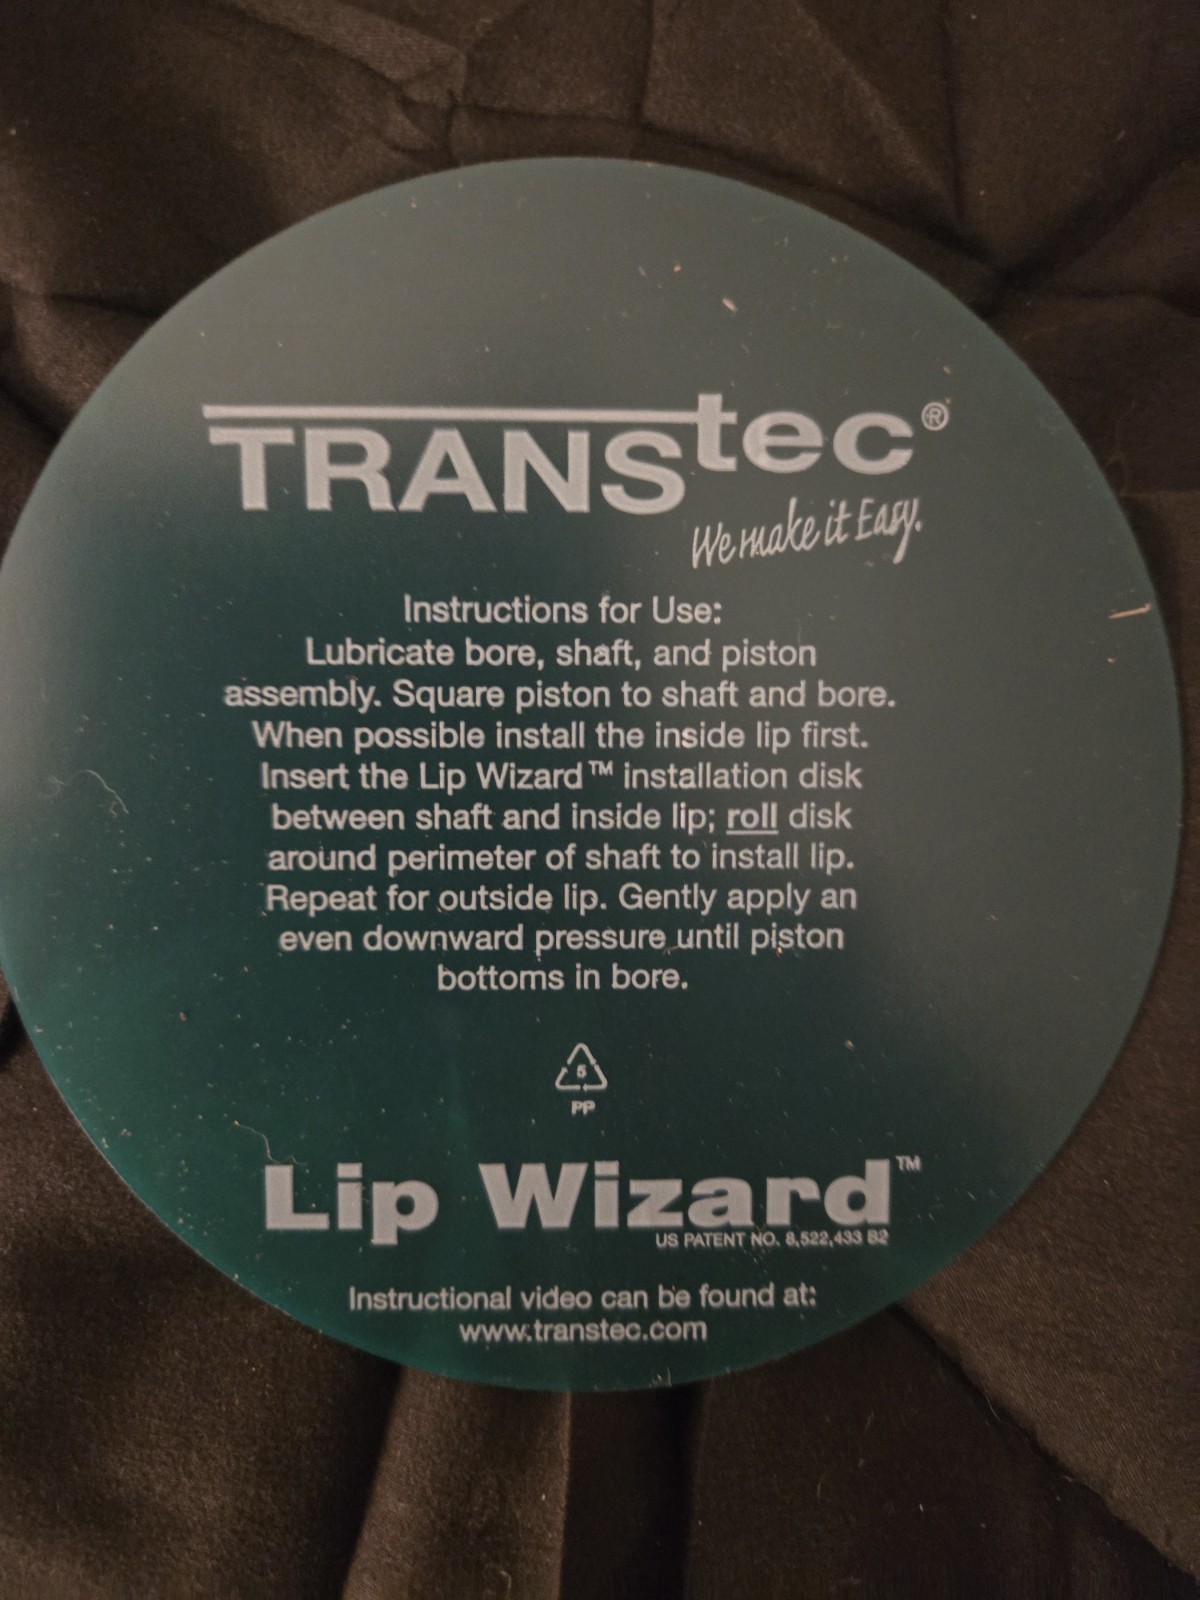 TRANStec®
We make it Easy.
Instructions for Use:
Lubricate bore, shaft, and piston
assembly. Square piston to shaft and bore.
When possible install the inside lip first.
Insert the Lip Wizard™ installation disk
between shaft and inside lip; roll disk
around perimeter of shaft to install lip.
Repeat for outside lip. Gently apply an
even downward pressure until piston
bottoms in bore.
5
PP
Lip Wizard™
US PATENT NO. 8,522,433 B2
Instructional video can be found at:
www.transtec.com